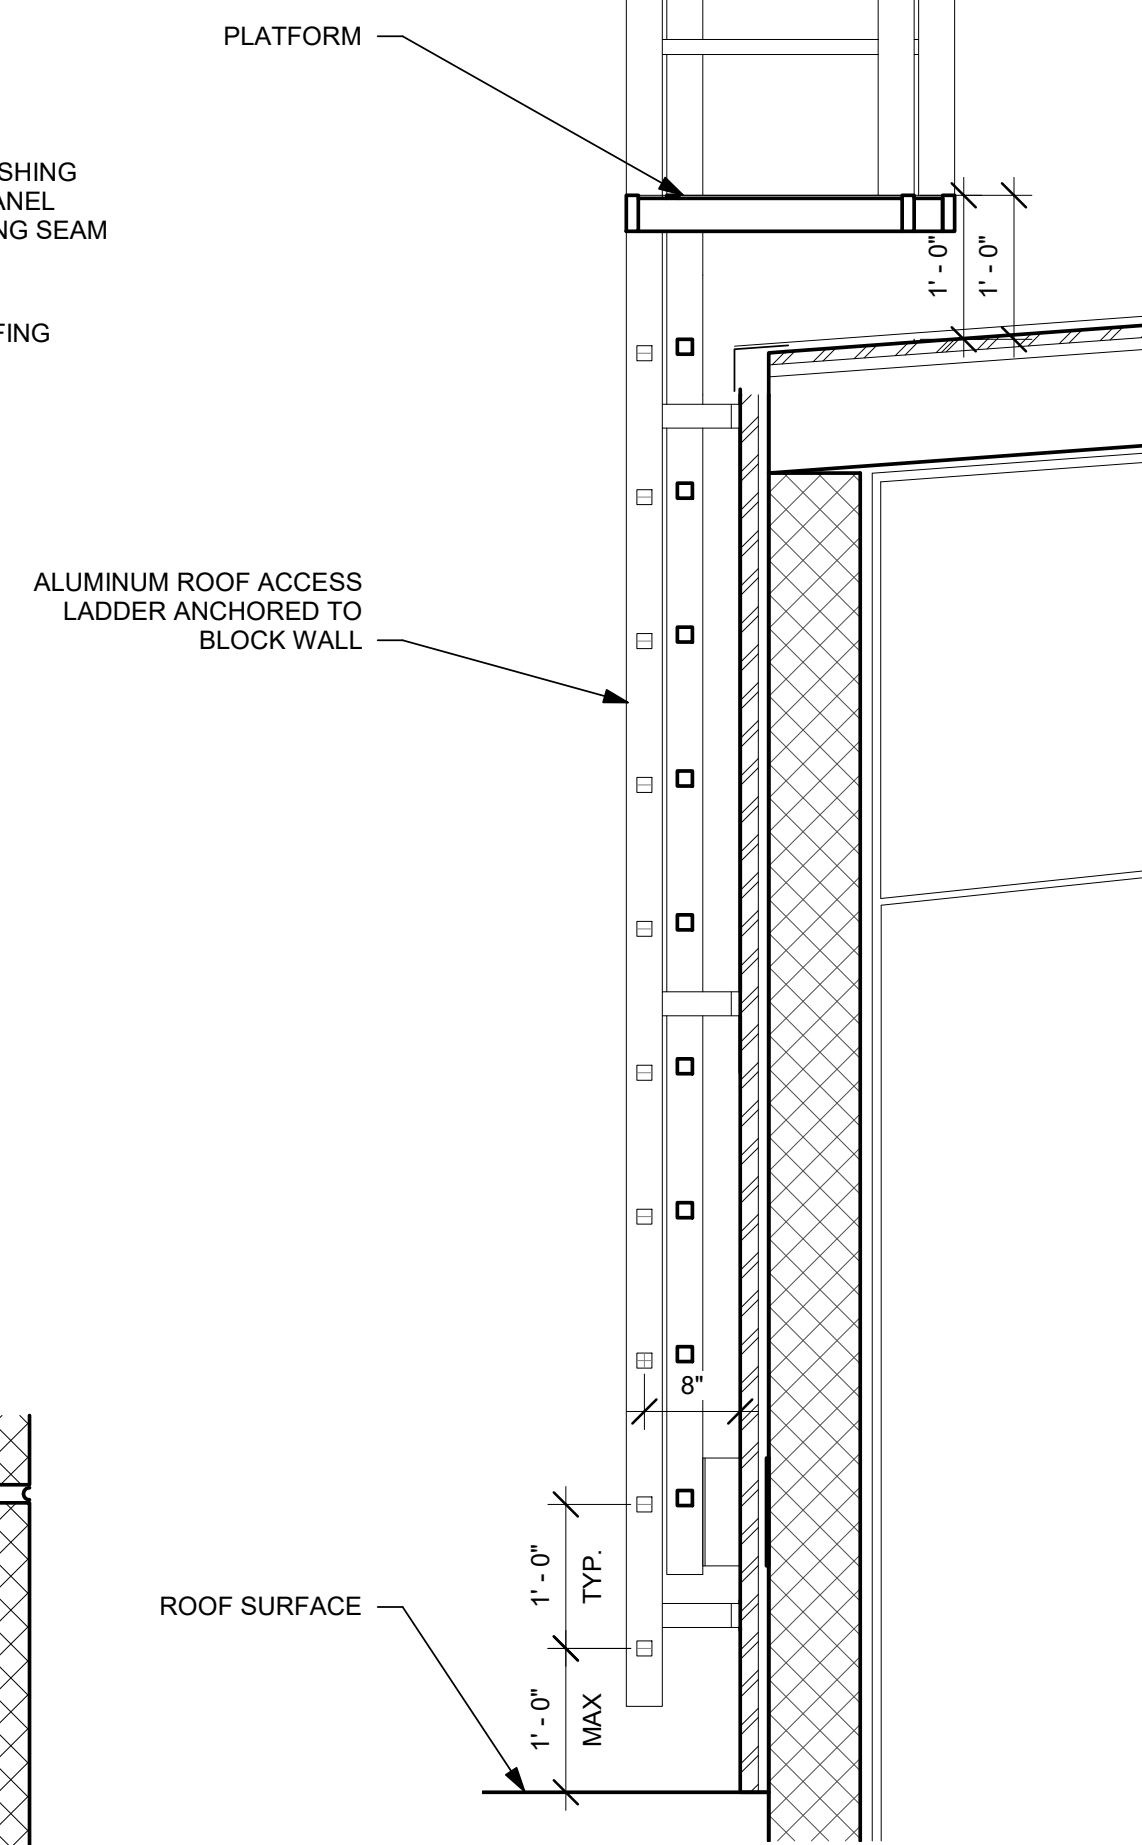 PLATFORM
SHING
ANEL
NG SEAM
FING
1' - 0"
1' - 0"
ALUMINUM ROOF ACCESS
LADDER ANCHORED TO
BLOCK WALL
8"
1' - 0"
TYP.
ROOF SURFACE
1' - 0"
MAX